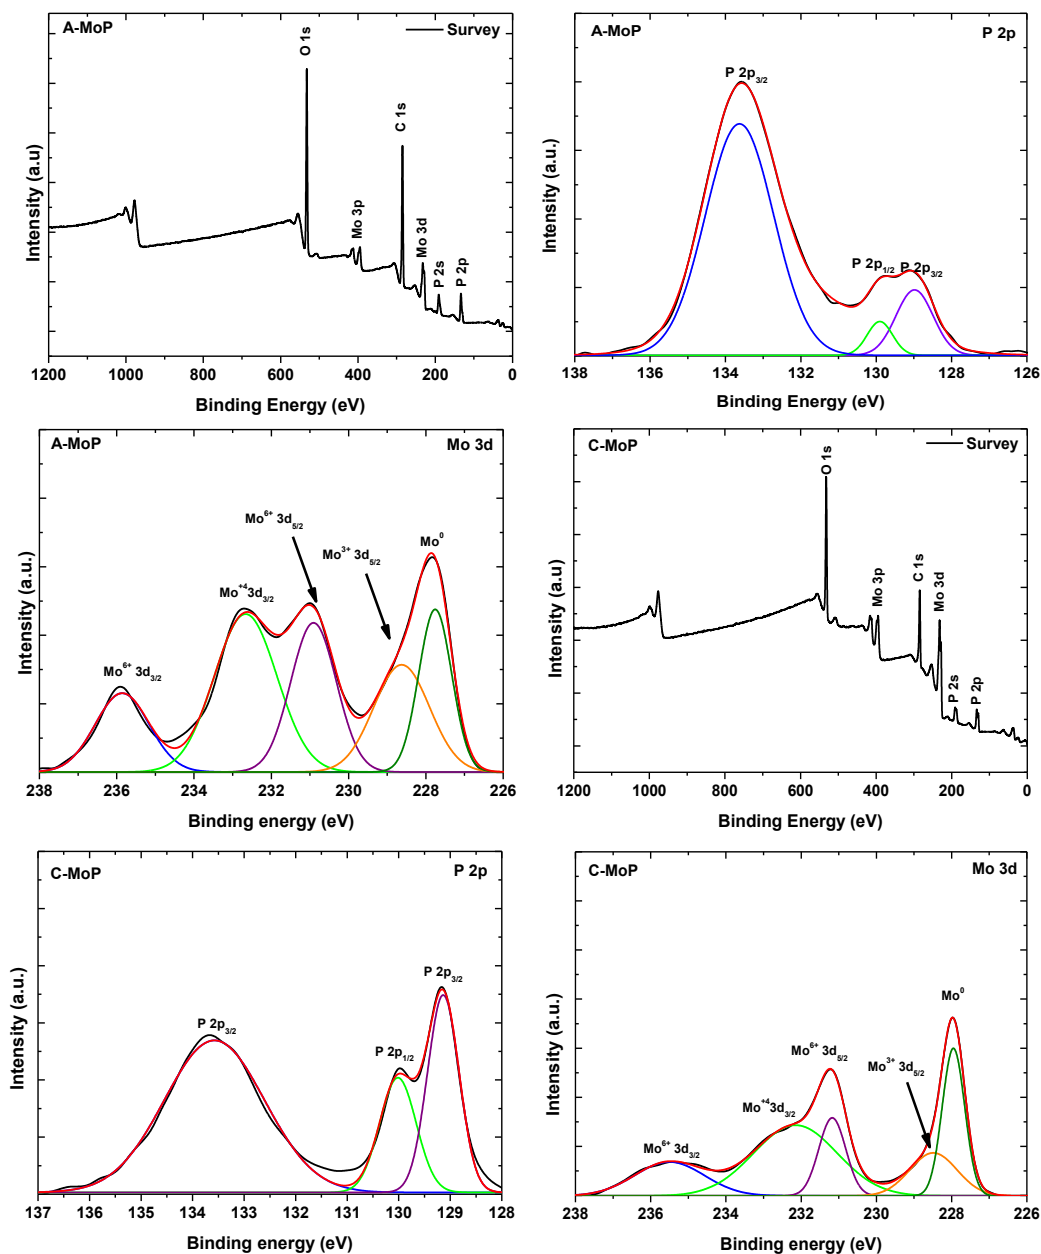 A-MoP
Survey
O 1s
C 1s
Mo 3p
Mo 3d
P 2s
P 2p
Intensity (a.u)
1200 1000 800 600 400 200 0
Binding Energy (eV)
A-MoP
P 2p
P 2p3/2
P 2p1/2 P 2p3/2
Intensity (a.u.)
138 136 134 132 130 128 126
Binding Energy (eV)
A-MoP
Mo 3d
Mo6+ 3d5/2
Mo3+ 3d5/2
Mo0
Mo+4 3d3/2
Mo6+ 3d3/2
Intensity (a.u.)
238 236 234 232 230 228 226
Binding energy (eV)
C-MoP
Survey
O 1s
Mo 3p
C 1s
Mo 3d
P 2s
P 2p
Intensity (a.u.)
1200 1000 800 600 400 200 0
Binding Energy (eV)
C-MoP
P 2p
P 2p3/2
P 2p3/2
P 2p1/2
Intensity (a.u.)
137 136 135 134 133 132 131 130 129 128
Binding energy (eV)
C-MoP
Mo 3d
Mo0
Mo6+ 3d5/2
Mo3+ 3d5/2
Mo+4 3d3/2
Mo6+ 3d3/2
Intensity (a.u.)
238 236 234 232 230 228 226
Binding energy (eV)